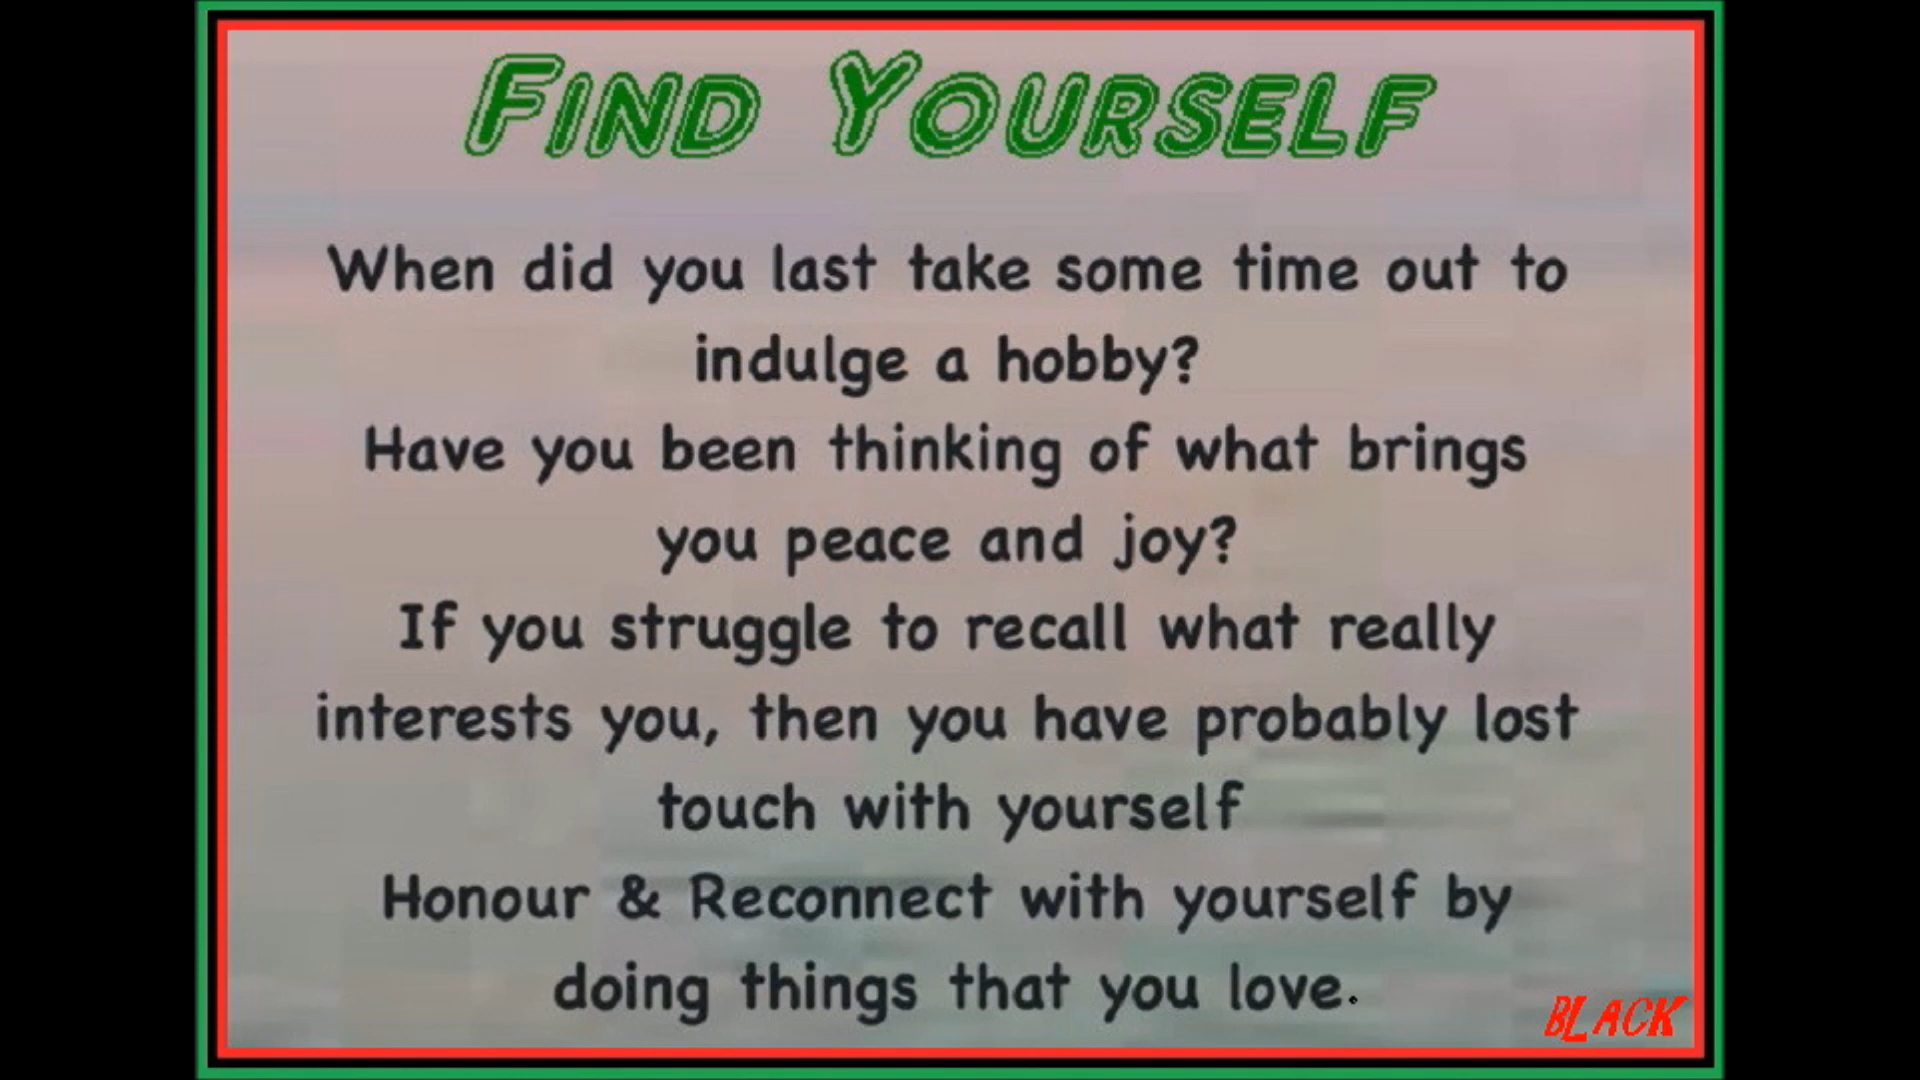 FIND YOURSELF
When did you last take some time out to
indulge a hobby?
Have you been thinking of what brings
you peace and joy?
If you struggle to recall what really
interests you, then you have probably lost
touch with yourself
Honour & Reconnect with yourself by
doing things that you love.
BLACK